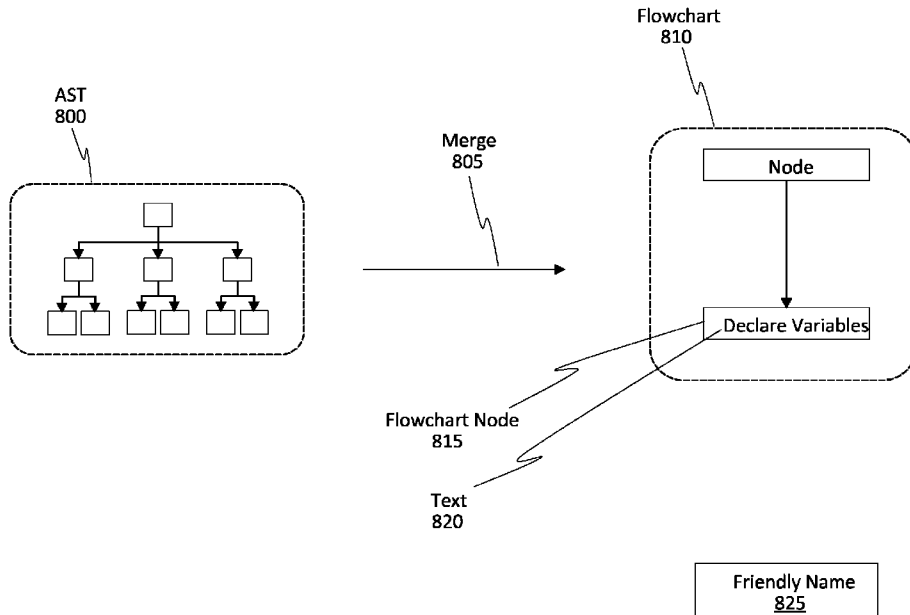 Flowchart
810
AST
800
Merge
805
Node
Declare Variables
Flowchart Node
815
Text
820
Friendly Name
825